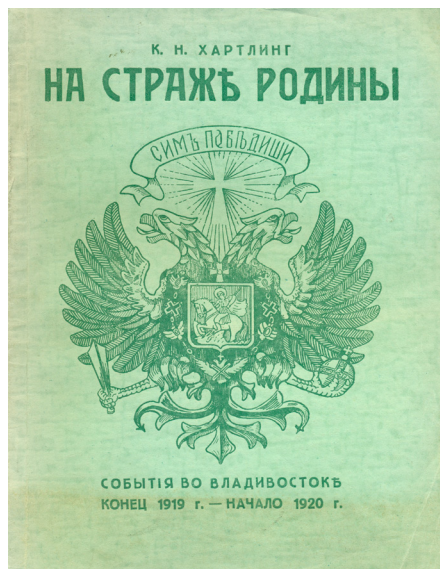 К. Н. ХАРТЛИНГ
НА СТРАЖѢ РОДИНЫ
СИМЪ ПОБѢДИШИ
СОБЫТІЯ ВО ВЛАДИВОСТОКѢ
КОНЕЦ 1919 г. — НАЧАЛО 1920 г.